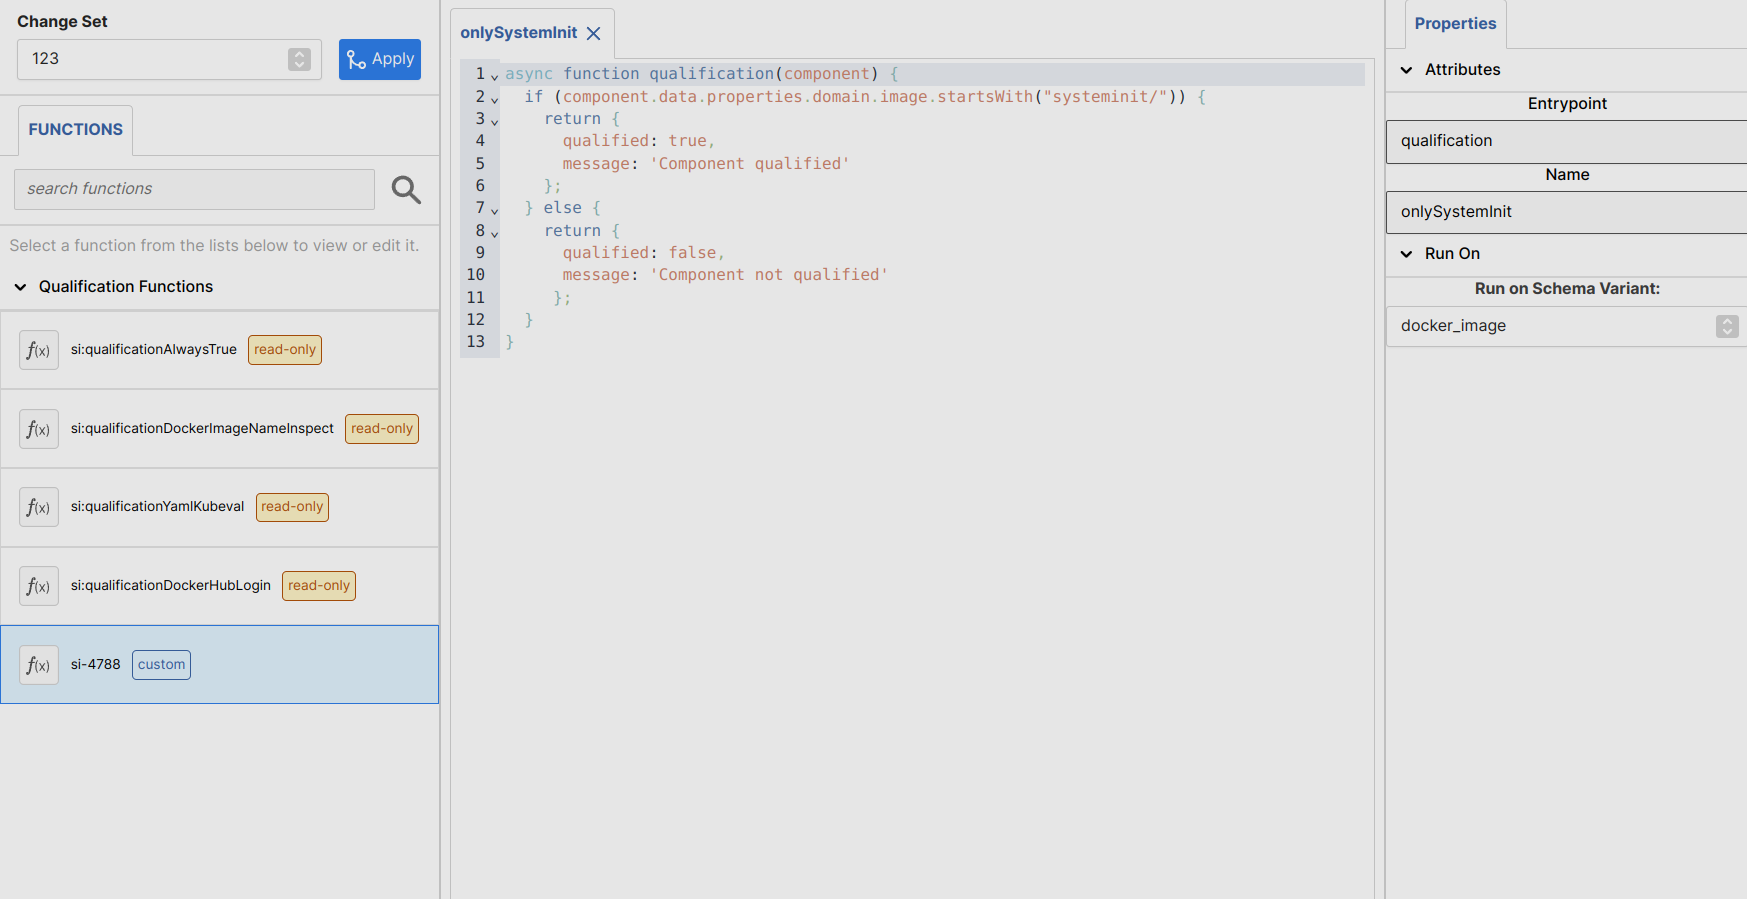 Change Set
123
Apply
FUNCTIONS
search functions
Select a function from the lists below to view or edit it.
Qualification Functions
f(x) si:qualificationAlwaysTrue read-only
f(x) si:qualificationDockerImageNameInspect read-only
f(x) si:qualificationYamlKubeval read-only
f(x) si:qualificationDockerHubLogin read-only
f(x) si-4788 custom
onlySystemInit
1 async function qualification(component) {
2   if (component.data.properties.domain.image.startsWith("systeminit/")) {
3     return {
4       qualified: true,
5       message: 'Component qualified'
6     };
7   } else {
8     return {
9       qualified: false,
10       message: 'Component not qualified'
11      };
12   }
13 }
Properties
Attributes
Entrypoint
qualification
Name
onlySystemInit
Run On
Run on Schema Variant:
docker_image